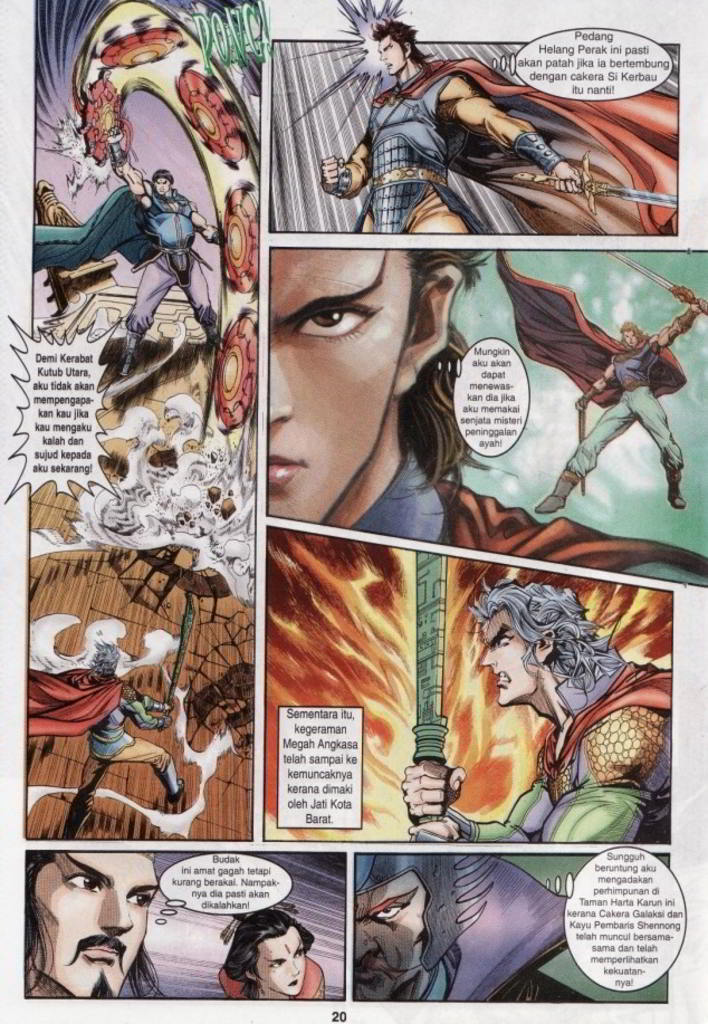 PONG!
Demi Kerabat
Kutub Utara,
aku tidak akan
mempengapa-
kan kau jika
kau mengaku
kalah dan
sujud kepada
aku sekarang!
Pedang
Helang Perak ini pasti
akan patah jika ia bertembung
dengan cakera Si Kerbau
itu nanti!
Mungkin
aku akan
dapat
menewas-
kan dia jika
aku memakai
senjata misteri
peninggalan
ayah!
Sementara itu,
kegeraman
Megah Angkasa
telah sampai
ke kemuncaknya
kerana dimaki
oleh Jati Kota
Barat.
Budak
ini amat gagah tetapi
kurang berakal. Nampak-
nya dia pasti akan
dikalahkan!
Sungguh
beruntung aku
mengadakan
perhimpunan di
Taman Harta Karun ini
kerana Cakera Galaksi dan
Kayu Pembaris Shennong
telah muncul bersama-
sama dan telah
memperlihatkan
kekuatan-
nya!
20